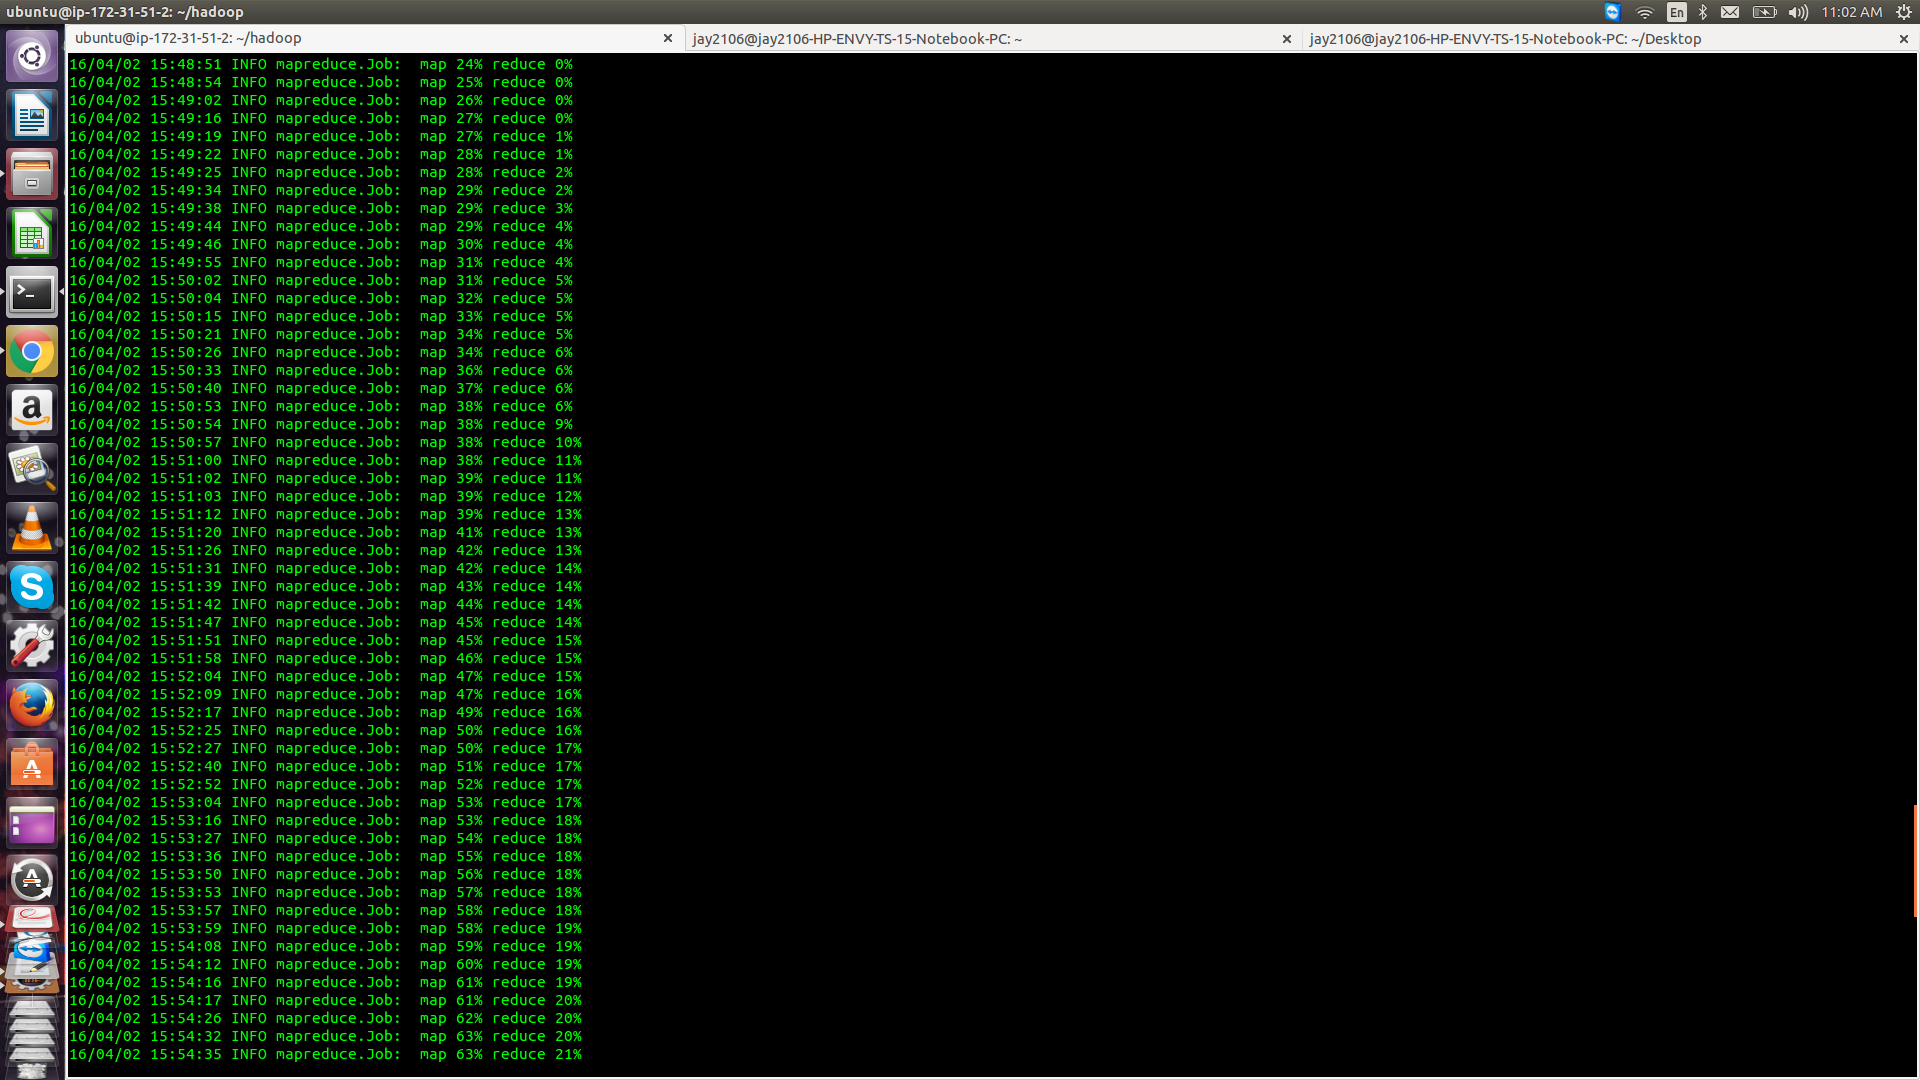 ubuntu@ip-172-31-51-2: ~/hadoop
En
11:02 AM
ubuntu@ip-172-31-51-2: ~/hadoop
jay2106@jay2106-HP-ENVY-TS-15-Notebook-PC: ~
jay2106@jay2106-HP-ENVY-TS-15-Notebook-PC: ~/Desktop
16/04/02 15:48:51 INFO mapreduce.Job:  map 24% reduce 0%
16/04/02 15:48:54 INFO mapreduce.Job:  map 25% reduce 0%
16/04/02 15:49:02 INFO mapreduce.Job:  map 26% reduce 0%
16/04/02 15:49:16 INFO mapreduce.Job:  map 27% reduce 0%
16/04/02 15:49:19 INFO mapreduce.Job:  map 27% reduce 1%
16/04/02 15:49:22 INFO mapreduce.Job:  map 28% reduce 1%
16/04/02 15:49:25 INFO mapreduce.Job:  map 28% reduce 2%
16/04/02 15:49:34 INFO mapreduce.Job:  map 29% reduce 2%
16/04/02 15:49:38 INFO mapreduce.Job:  map 29% reduce 3%
16/04/02 15:49:44 INFO mapreduce.Job:  map 29% reduce 4%
16/04/02 15:49:46 INFO mapreduce.Job:  map 30% reduce 4%
16/04/02 15:49:55 INFO mapreduce.Job:  map 31% reduce 4%
16/04/02 15:50:02 INFO mapreduce.Job:  map 31% reduce 5%
16/04/02 15:50:04 INFO mapreduce.Job:  map 32% reduce 5%
16/04/02 15:50:15 INFO mapreduce.Job:  map 33% reduce 5%
16/04/02 15:50:21 INFO mapreduce.Job:  map 34% reduce 5%
16/04/02 15:50:26 INFO mapreduce.Job:  map 34% reduce 6%
16/04/02 15:50:33 INFO mapreduce.Job:  map 36% reduce 6%
16/04/02 15:50:40 INFO mapreduce.Job:  map 37% reduce 6%
16/04/02 15:50:53 INFO mapreduce.Job:  map 38% reduce 6%
16/04/02 15:50:54 INFO mapreduce.Job:  map 38% reduce 9%
16/04/02 15:50:57 INFO mapreduce.Job:  map 38% reduce 10%
16/04/02 15:51:00 INFO mapreduce.Job:  map 38% reduce 11%
16/04/02 15:51:02 INFO mapreduce.Job:  map 39% reduce 11%
16/04/02 15:51:03 INFO mapreduce.Job:  map 39% reduce 12%
16/04/02 15:51:12 INFO mapreduce.Job:  map 39% reduce 13%
16/04/02 15:51:20 INFO mapreduce.Job:  map 41% reduce 13%
16/04/02 15:51:26 INFO mapreduce.Job:  map 42% reduce 13%
16/04/02 15:51:31 INFO mapreduce.Job:  map 42% reduce 14%
16/04/02 15:51:39 INFO mapreduce.Job:  map 43% reduce 14%
16/04/02 15:51:42 INFO mapreduce.Job:  map 44% reduce 14%
16/04/02 15:51:47 INFO mapreduce.Job:  map 45% reduce 14%
16/04/02 15:51:51 INFO mapreduce.Job:  map 45% reduce 15%
16/04/02 15:51:58 INFO mapreduce.Job:  map 46% reduce 15%
16/04/02 15:52:04 INFO mapreduce.Job:  map 47% reduce 15%
16/04/02 15:52:09 INFO mapreduce.Job:  map 47% reduce 16%
16/04/02 15:52:17 INFO mapreduce.Job:  map 49% reduce 16%
16/04/02 15:52:25 INFO mapreduce.Job:  map 50% reduce 16%
16/04/02 15:52:27 INFO mapreduce.Job:  map 50% reduce 17%
16/04/02 15:52:40 INFO mapreduce.Job:  map 51% reduce 17%
16/04/02 15:52:52 INFO mapreduce.Job:  map 52% reduce 17%
16/04/02 15:53:04 INFO mapreduce.Job:  map 53% reduce 17%
16/04/02 15:53:16 INFO mapreduce.Job:  map 53% reduce 18%
16/04/02 15:53:27 INFO mapreduce.Job:  map 54% reduce 18%
16/04/02 15:53:36 INFO mapreduce.Job:  map 55% reduce 18%
16/04/02 15:53:50 INFO mapreduce.Job:  map 56% reduce 18%
16/04/02 15:53:53 INFO mapreduce.Job:  map 57% reduce 18%
16/04/02 15:53:57 INFO mapreduce.Job:  map 58% reduce 18%
16/04/02 15:53:59 INFO mapreduce.Job:  map 58% reduce 19%
16/04/02 15:54:08 INFO mapreduce.Job:  map 59% reduce 19%
16/04/02 15:54:12 INFO mapreduce.Job:  map 60% reduce 19%
16/04/02 15:54:16 INFO mapreduce.Job:  map 61% reduce 19%
16/04/02 15:54:17 INFO mapreduce.Job:  map 61% reduce 20%
16/04/02 15:54:26 INFO mapreduce.Job:  map 62% reduce 20%
16/04/02 15:54:32 INFO mapreduce.Job:  map 63% reduce 20%
16/04/02 15:54:35 INFO mapreduce.Job:  map 63% reduce 21%